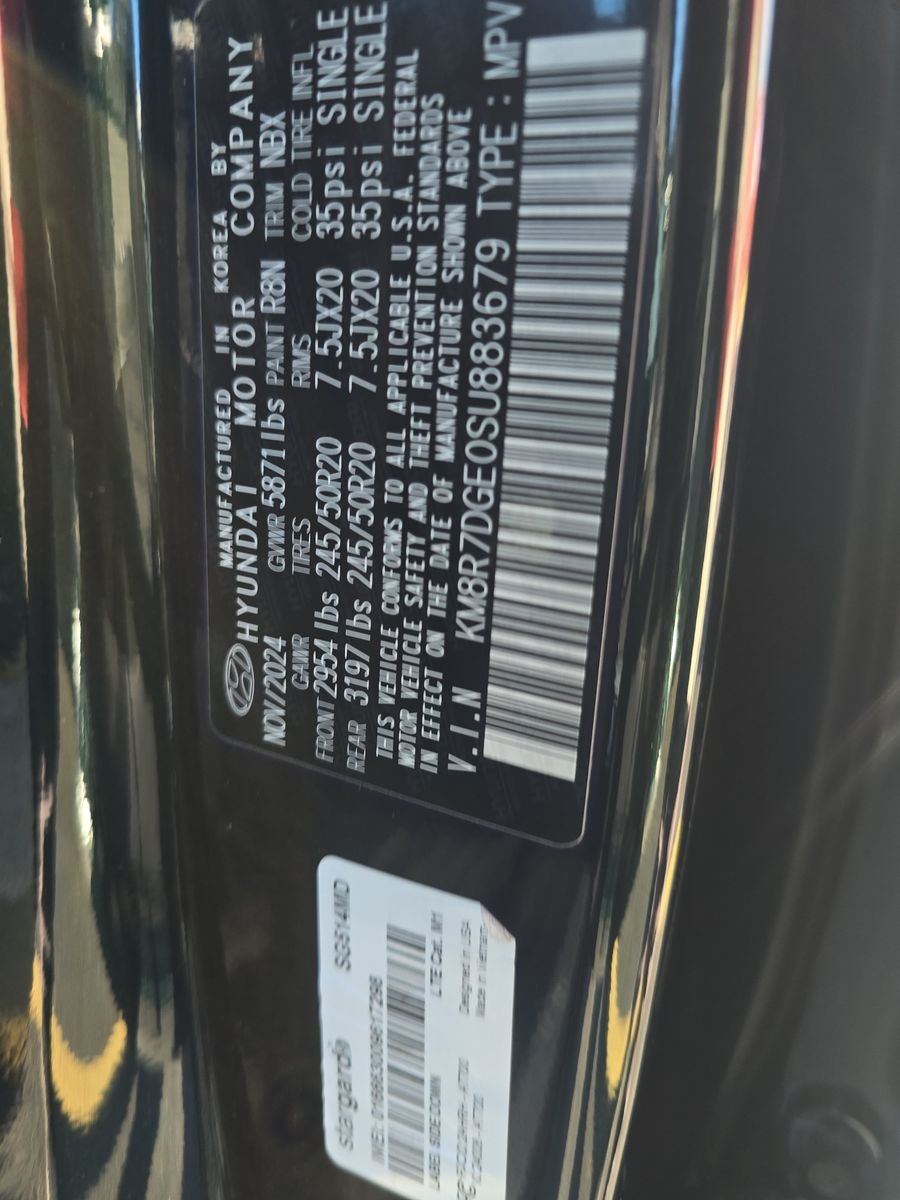 MANUFACTURED IN KOREA BY
HYUNDAI MOTOR COMPANY
NOV/2024 GVWR 5871 lbs PAINT R8N TRIM NBX
GAWR TIRES RIMS COLD TIRE INFL
FRONT 2954 lbs 245/50R20 7.5JX20 35psi SINGLE
REAR 3197 lbs 245/50R20 7.5JX20 35psi SINGLE
THIS VEHICLE CONFORMS TO ALL APPLICABLE U.S.A. FEDERAL
MOTOR VEHICLE SAFETY AND THEFT PREVENTION STANDARDS
IN EFFECT ON THE DATE OF MANUFACTURE SHOWN ABOVE
V.I.N KM8R7DGE0SU883679 TYPE : MPV
stargard® SG514MD
IMEI:
LTE Cat. M1
Designed in USA
Made in Vietnam